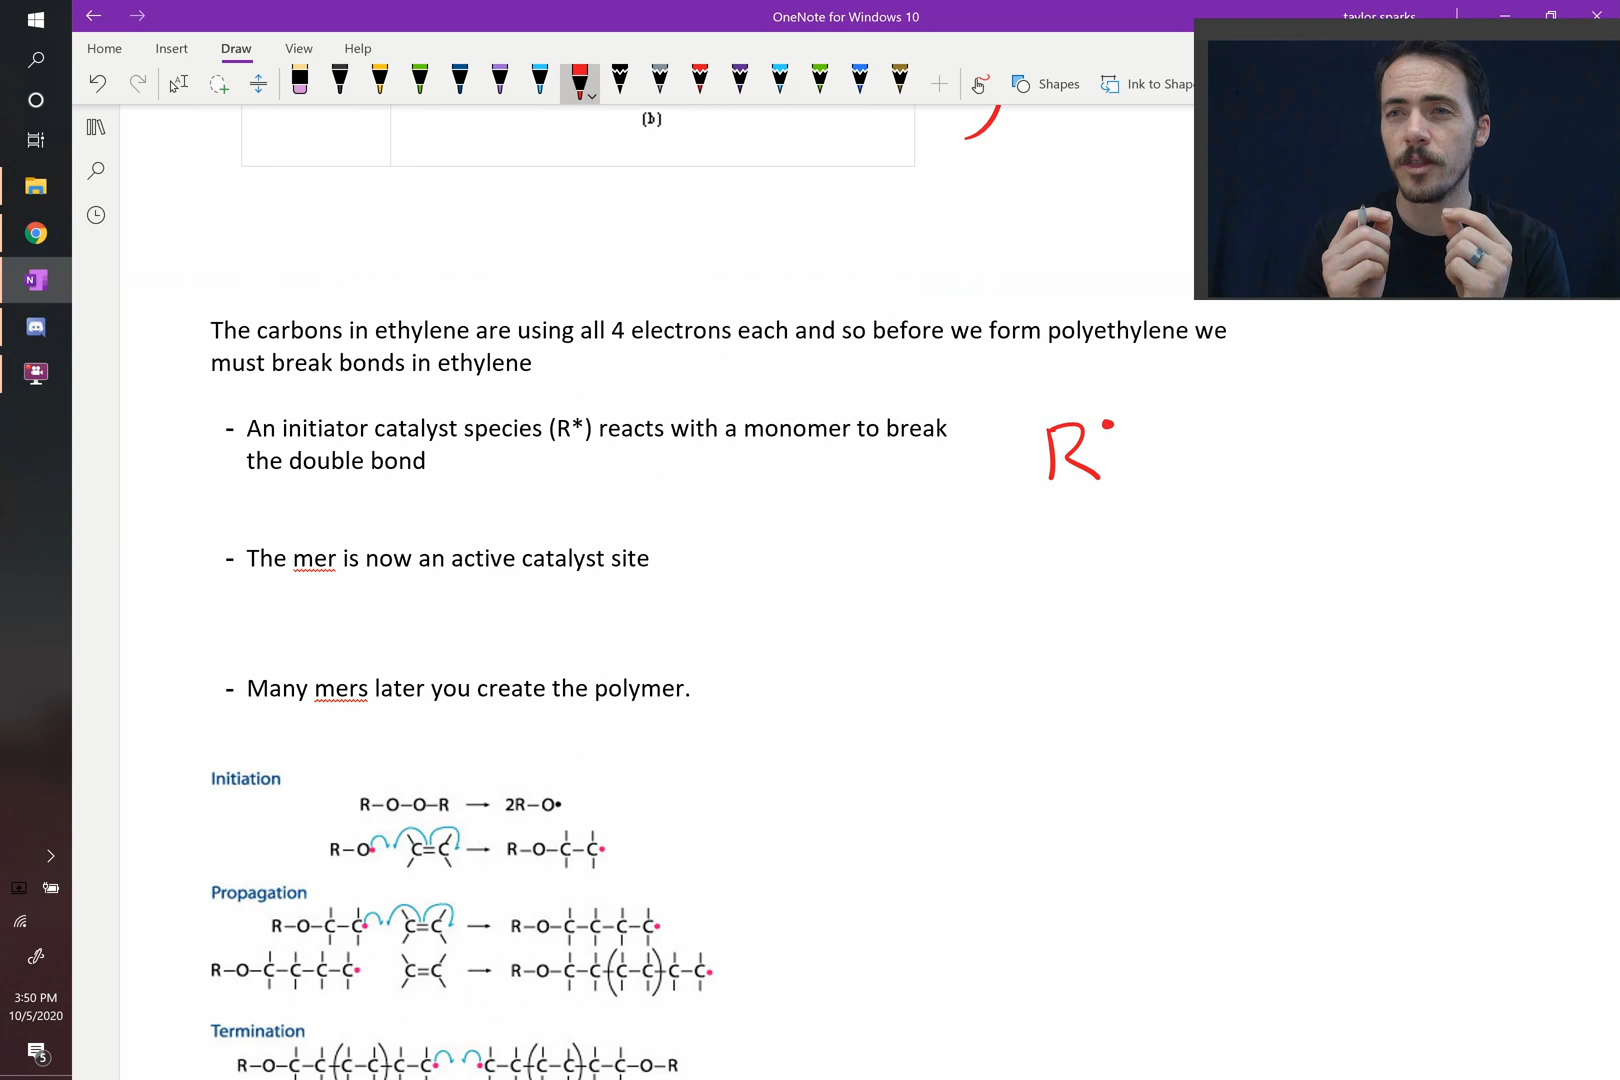 OneNote for Windows 10
taylor sparks
Home Insert Draw View Help
Shapes
Ink to Shap
(b)
The carbons in ethylene are using all 4 electrons each and so before we form polyethylene we
must break bonds in ethylene
- An initiator catalyst species (R*) reacts with a monomer to break
the double bond
R•
- The mer is now an active catalyst site
- Many mers later you create the polymer.
Initiation
R–O–O–R → 2R–O•
R–O• C=C → R–O–C–C•
Propagation
R–O–C–C• C=C → R–O–C–C–C–C•
R–O–C–C–C–C• C=C → R–O–C–C(C–C)C–C•
Termination
R–O–C–C(C–C)C–C• •C–C(C–C)C–C–O–R
3:50 PM
10/5/2020
5